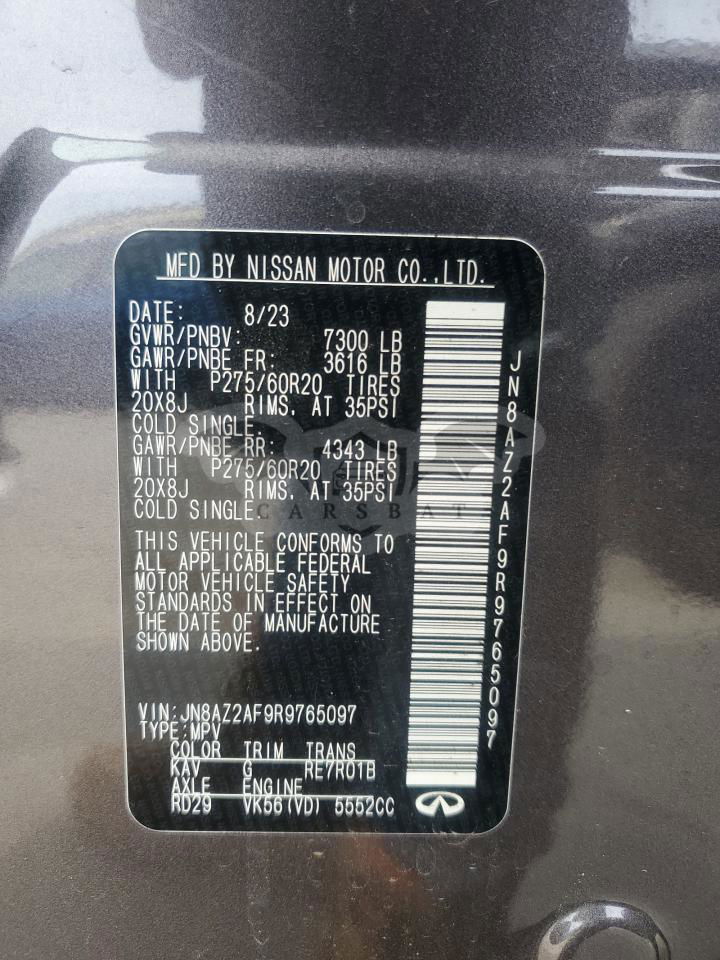 MFD BY NISSAN MOTOR CO.,LTD.
DATE: 8/23
GVWR/PNBV: 7300 LB
GAWR/PNBE FR: 3616 LB
WITH P275/60R20 TIRES
20X8J RIMS. AT 35PSI
COLD SINGLE.
GAWR/PNBE RR: 4343 LB
WITH P275/60R20 TIRES
20X8J RIMS. AT 35PSI
COLD SINGLE.
CARSBAT
THIS VEHICLE CONFORMS TO
ALL APPLICABLE FEDERAL
MOTOR VEHICLE SAFETY
STANDARDS IN EFFECT ON
THE DATE OF MANUFACTURE
SHOWN ABOVE.
VIN:JN8AZ2AF9R9765097
TYPE:MPV
COLOR TRIM TRANS
KAV G RE7R01B
AXLE ENGINE
RD29 VK56(VD) 5552CC
JN8AZ2AF9R9765097